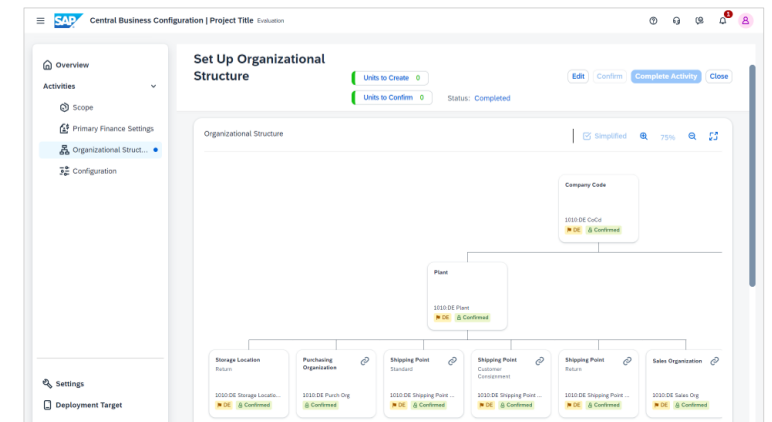 SAP Central Business Configuration | Project Title Evaluation
1
Overview
Activities
Scope
Primary Finance Settings
Organizational Struct...
Configuration
Settings
Deployment Target
Set Up Organizational
Structure
Units to Create 0
Units to Confirm 0
Status: Completed
Edit Confirm Complete Activity Close
Organizational Structure
Simplified 75%
Company Code
1010:DE CoCd
DE Confirmed
Plant
1010:DE Plant
DE Confirmed
Storage Location
Return
1010:DE Storage Locatio...
DE Confirmed
Purchasing
Organization
1010:DE Purch Org
Confirmed
Shipping Point
Standard
1010:DE Shipping Point ...
DE Confirmed
Shipping Point
Customer
Consignment
1010:DE Shipping Point ...
DE Confirmed
Shipping Point
Return
1010:DE Shipping Point ...
DE Confirmed
Sales Organization
1010:DE Sales Org
DE Confirmed